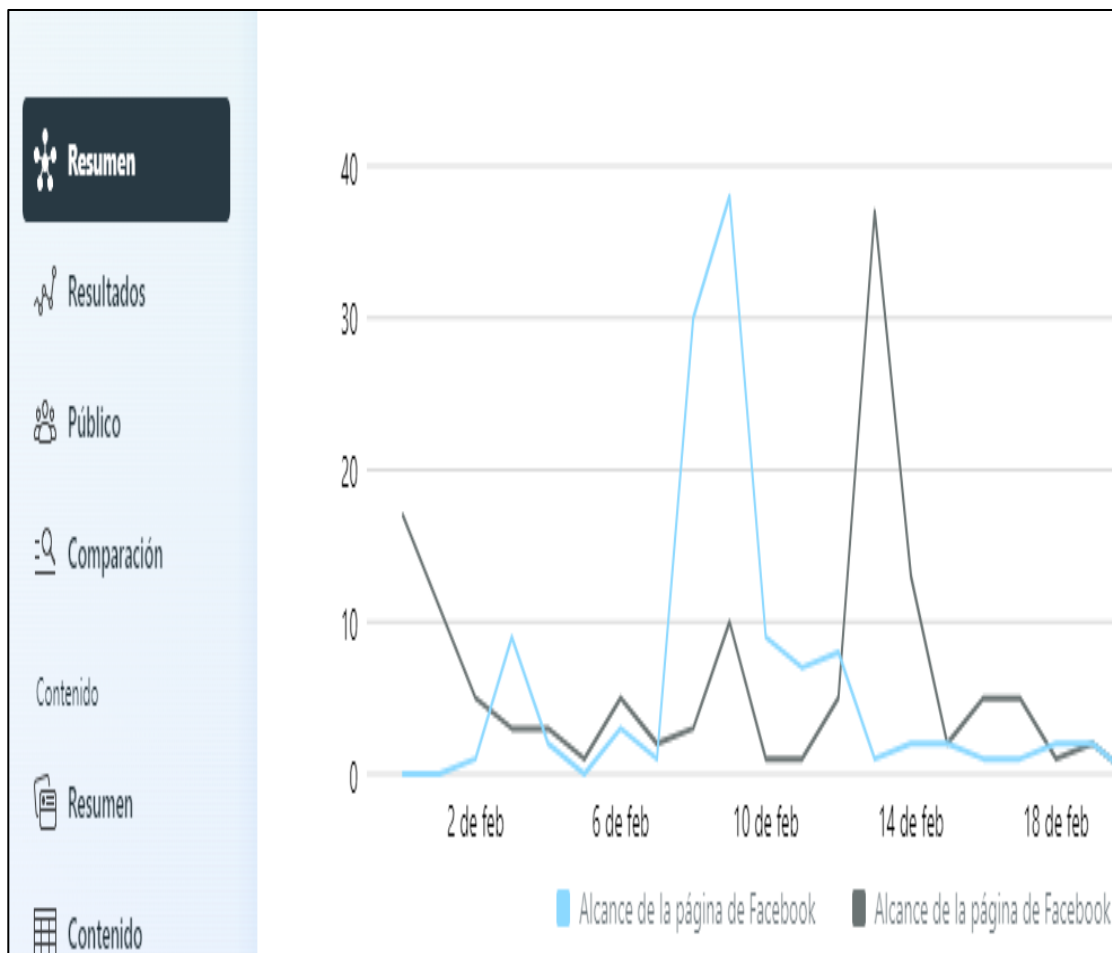 Resumen
Resultados
Público
Comparación
Contenido
Resumen
Contenido
40
30
20
10
0
2 de feb
6 de feb
10 de feb
14 de feb
18 de feb
Alcance de la página de Facebook
Alcance de la página de Facebook